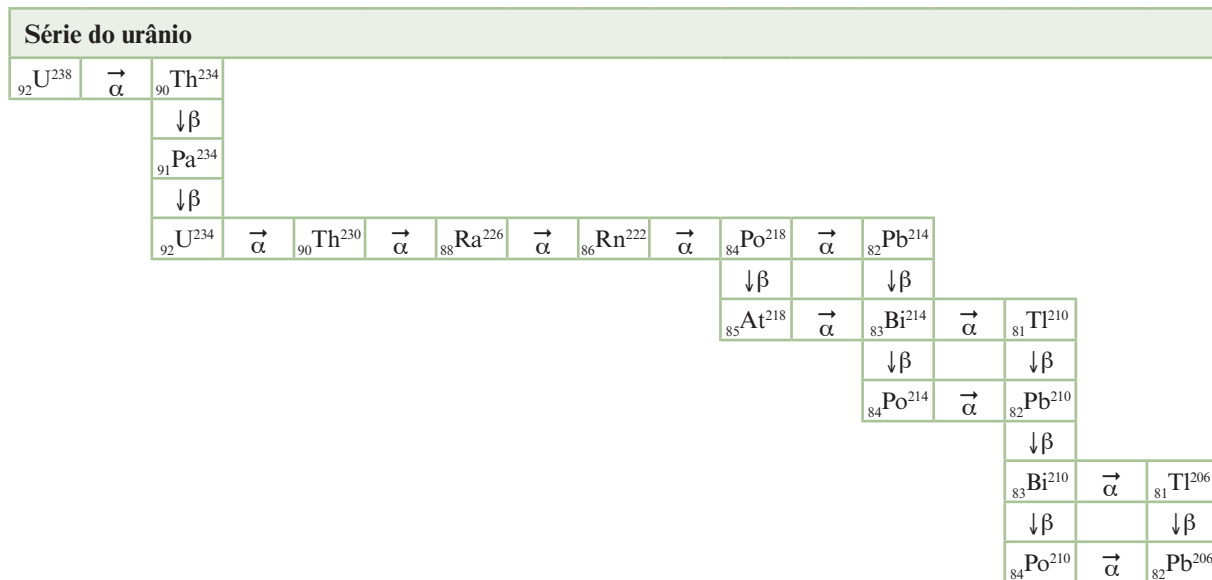 Série do urânio
₉₂U²³⁸ →α ₉₀Th²³⁴
↓β
₉₁Pa²³⁴
↓β
₉₂U²³⁴ →α ₉₀Th²³⁰ →α ₈₈Ra²²⁶ →α ₈₆Rn²²² →α ₈₄Po²¹⁸ →α ₈₂Pb²¹⁴
↓β ↓β
₈₅At²¹⁸ →α ₈₃Bi²¹⁴ →α ₈₁Tl²¹⁰
↓β ↓β
₈₄Po²¹⁴ →α ₈₂Pb²¹⁰
↓β
₈₃Bi²¹⁰ →α ₈₁Tl²⁰⁶
↓β ↓β
₈₄Po²¹⁰ →α ₈₂Pb²⁰⁶